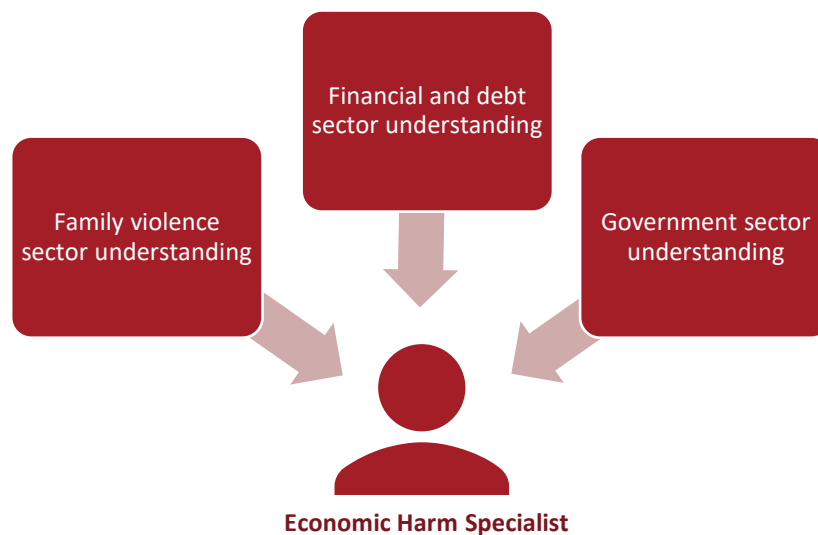 Financial and debt
sector understanding
Family violence
sector understanding
Government sector
understanding
Economic Harm Specialist